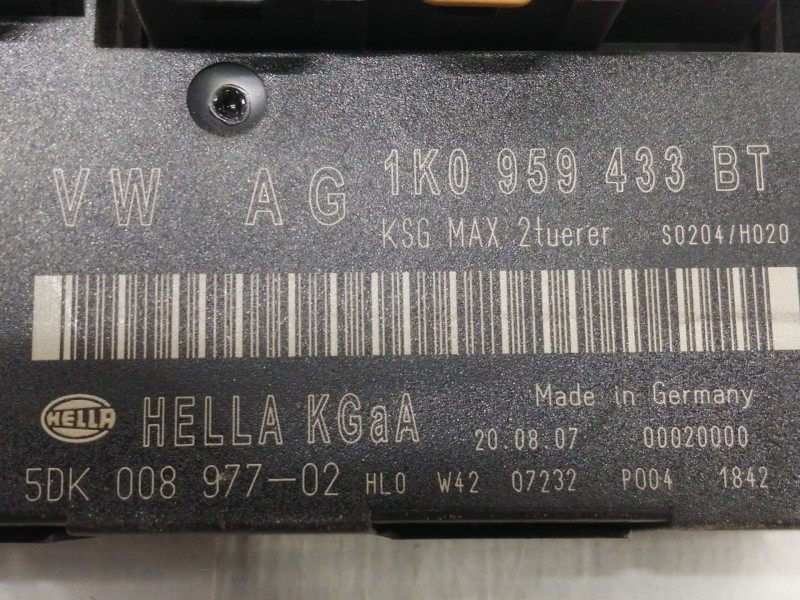 VW AG 1K0 959 433 BT
KSG MAX 2tuerer S0204/H020
HELLA HELLA KGaA Made in Germany
20.08.07 00020000
5DK 008 977-02 HLO W42 07232 P004 1842